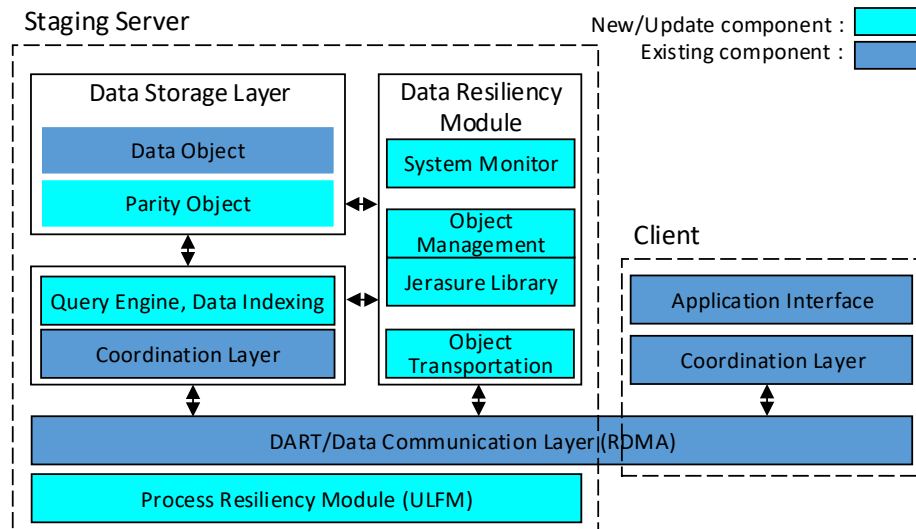 Staging Server
New/Update component :
Existing component :
Data Storage Layer
Data Object
Parity Object
Data Resiliency
Module
System Monitor
Object
Management
Jerasure Library
Object
Transportation
Query Engine, Data Indexing
Coordination Layer
Client
Application Interface
Coordination Layer
DART/Data Communication Layer (RDMA)
Process Resiliency Module (ULFM)